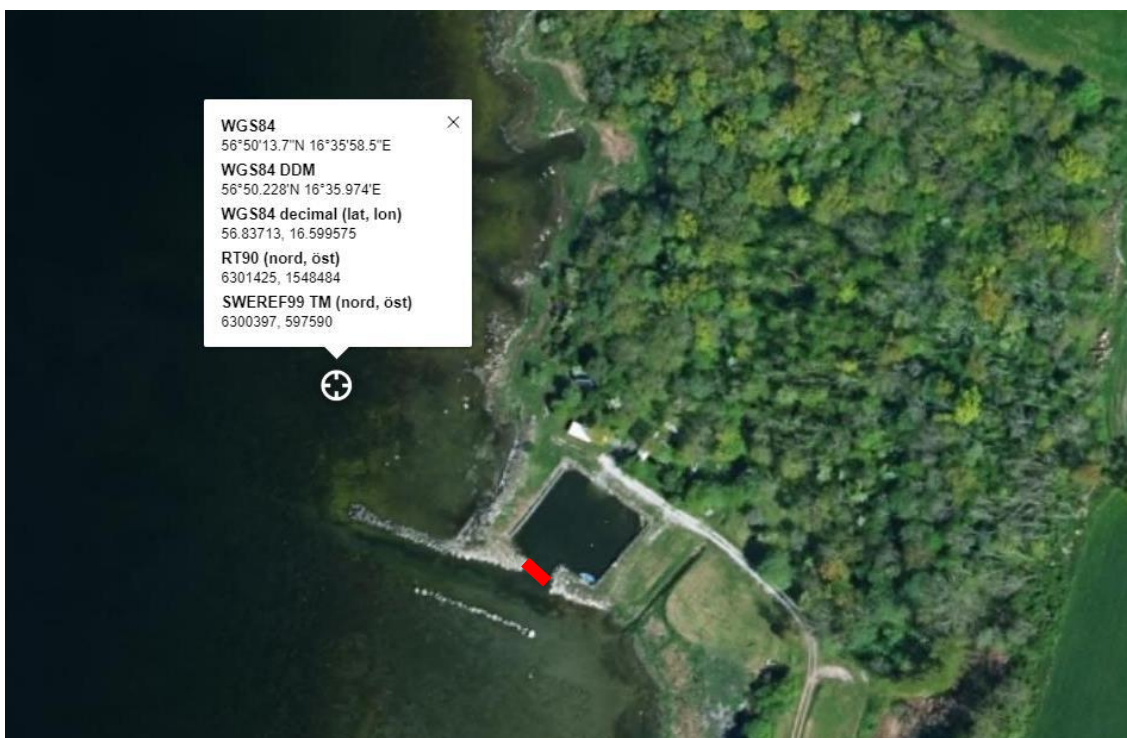 WGS84
56°50'13.7"N 16°35'58.5"E
WGS84 DDM
56°50.228'N 16°35.974'E
WGS84 decimal (lat, lon)
56.83713, 16.599575
RT90 (nord, öst)
6301425, 1548484
SWEREF99 TM (nord, öst)
6300397, 597590